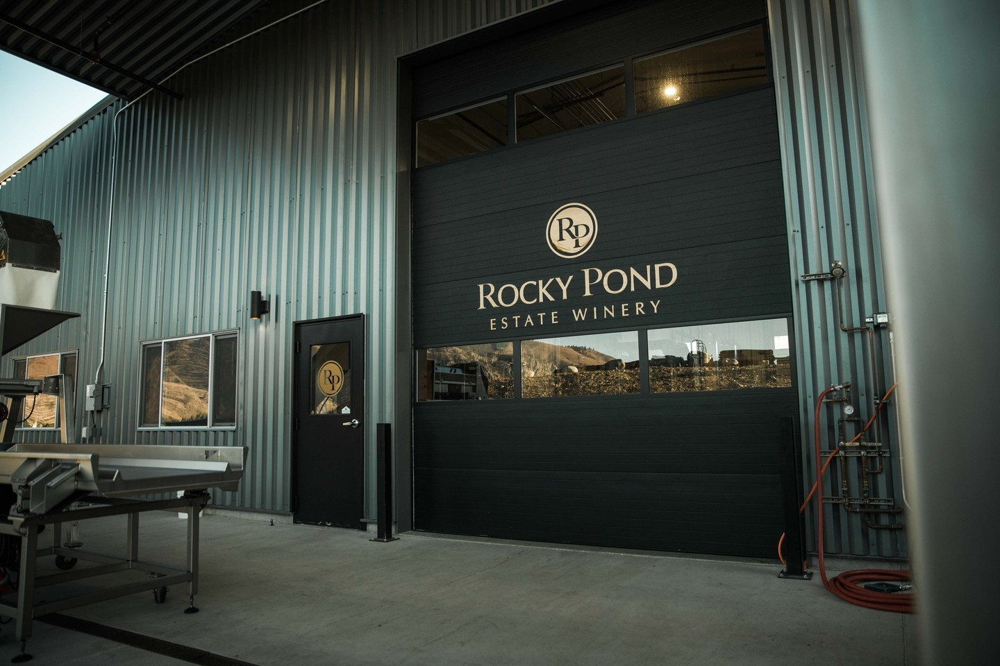 RP
ROCKY POND
ESTATE WINERY
RP